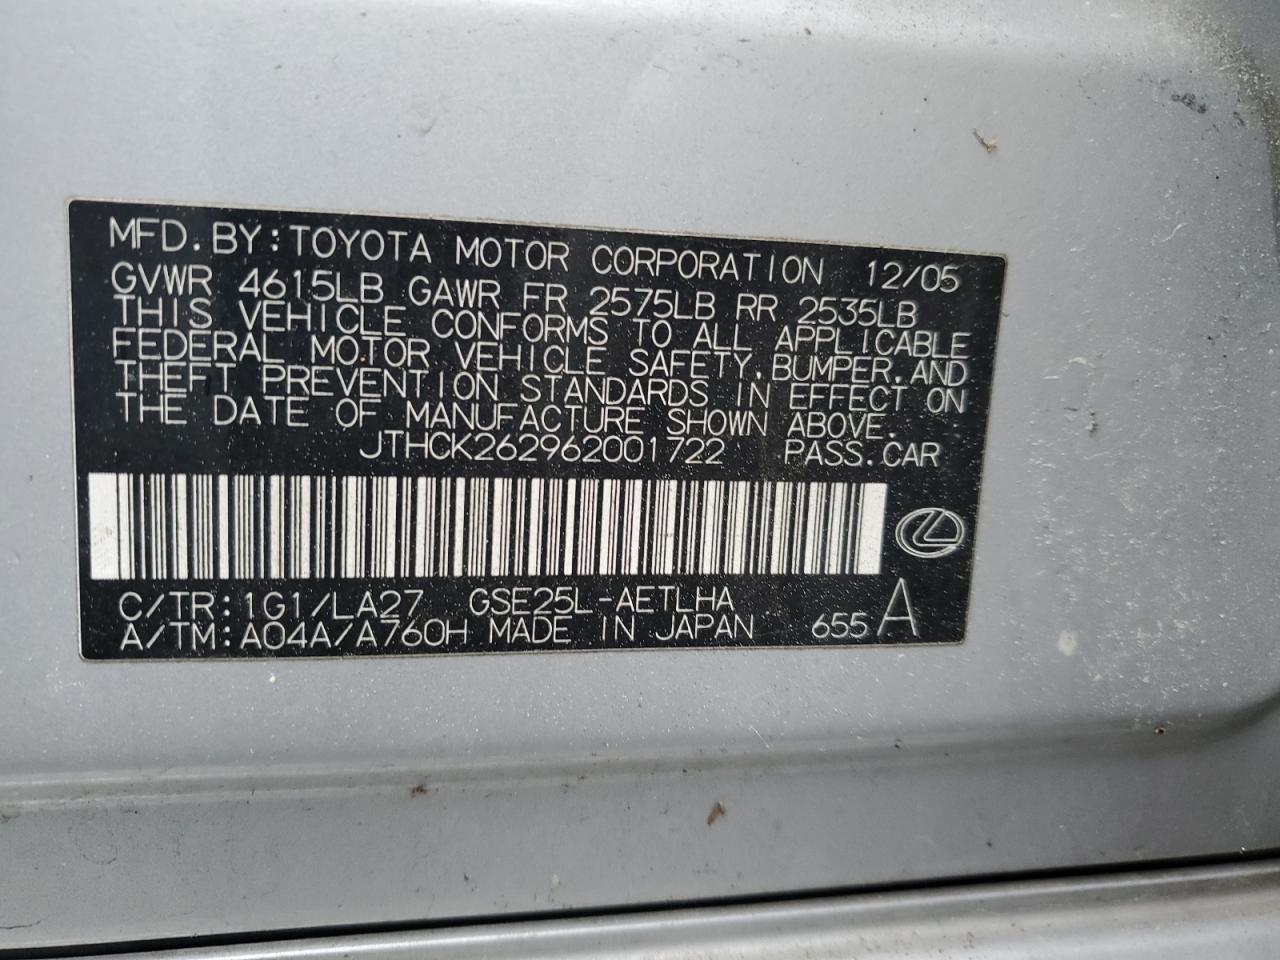 MFD.BY:TOYOTA MOTOR CORPORATION 12/05
GVWR 4615LB GAWR FR 2575LB RR 2535LB
THIS VEHICLE CONFORMS TO ALL APPLICABLE
FEDERAL MOTOR VEHICLE SAFETY,BUMPER,AND
THEFT PREVENTION STANDARDS IN EFFECT ON
THE DATE OF MANUFACTURE SHOWN ABOVE.
JTHCK262962001722 PASS.CAR
C/TR:1G1/LA27 GSE25L-AETLHA
A/TM:A04A/A760H MADE IN JAPAN 655 A